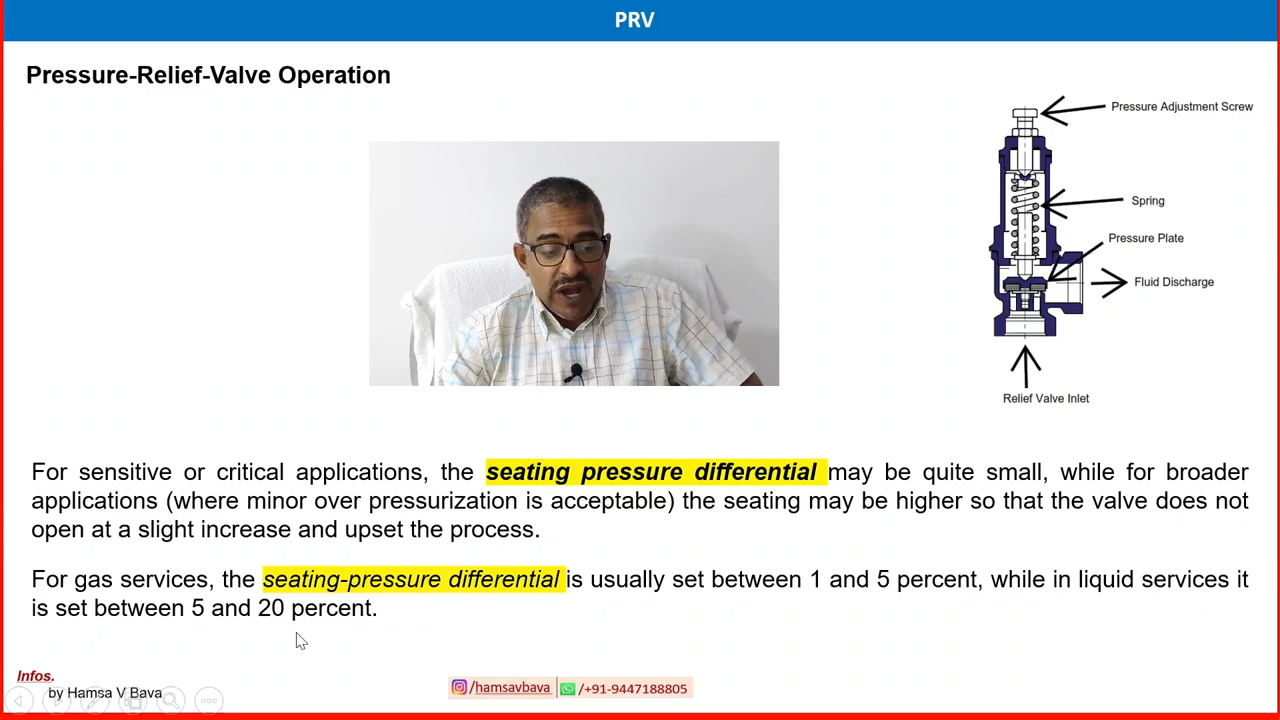 PRV
Pressure-Relief-Valve Operation
Pressure Adjustment Screw
Spring
Pressure Plate
Fluid Discharge
Relief Valve Inlet
For sensitive or critical applications, the seating pressure differential may be quite small, while for broader
applications (where minor over pressurization is acceptable) the seating may be higher so that the valve does not
open at a slight increase and upset the process.
For gas services, the seating-pressure differential is usually set between 1 and 5 percent, while in liquid services it
is set between 5 and 20 percent.
Infos.
by Hamsa V Bava
/hamsavbava
/+91-9447188805